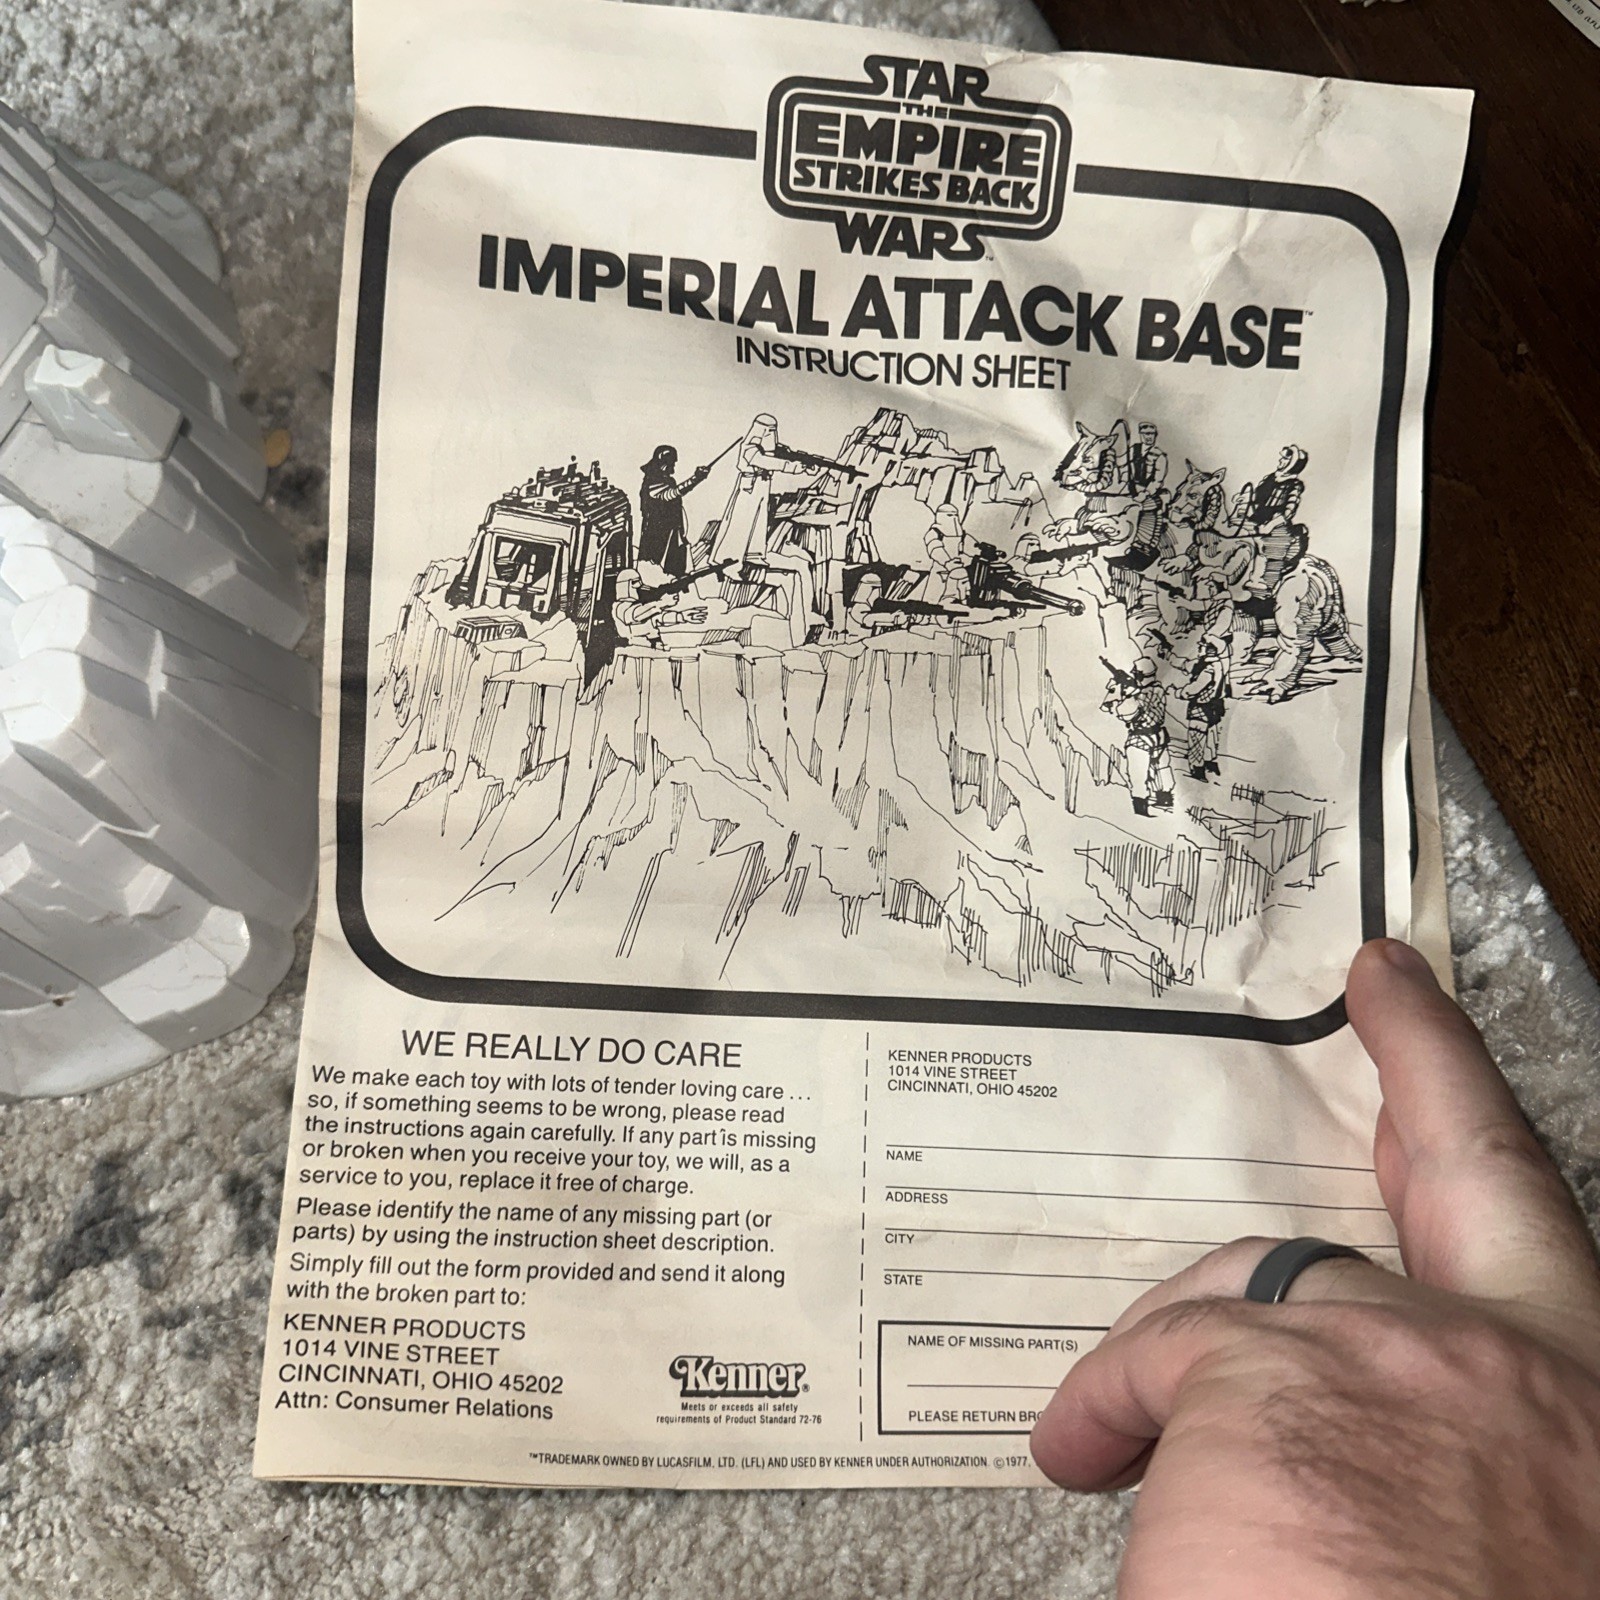 STAR
THE
EMPIRE
STRIKES BACK
WARS™
IMPERIAL ATTACK BASE™
INSTRUCTION SHEET
WE REALLY DO CARE
We make each toy with lots of tender loving care ...
so, if something seems to be wrong, please read
the instructions again carefully. If any part is missing
or broken when you receive your toy, we will, as a
service to you, replace it free of charge.
Please identify the name of any missing part (or
parts) by using the instruction sheet description.
Simply fill out the form provided and send it along
with the broken part to:
KENNER PRODUCTS
1014 VINE STREET
CINCINNATI, OHIO 45202
Attn: Consumer Relations
Kenner®
Meets or exceeds all safety
requirements of Product Standard 72-76
KENNER PRODUCTS
1014 VINE STREET
CINCINNATI, OHIO 45202
NAME
ADDRESS
CITY
STATE
NAME OF MISSING PART(S)
PLEASE RETURN
™TRADEMARK OWNED BY LUCASFILM, LTD. (LFL) AND USED BY KENNER UNDER AUTHORIZATION. ©1977,